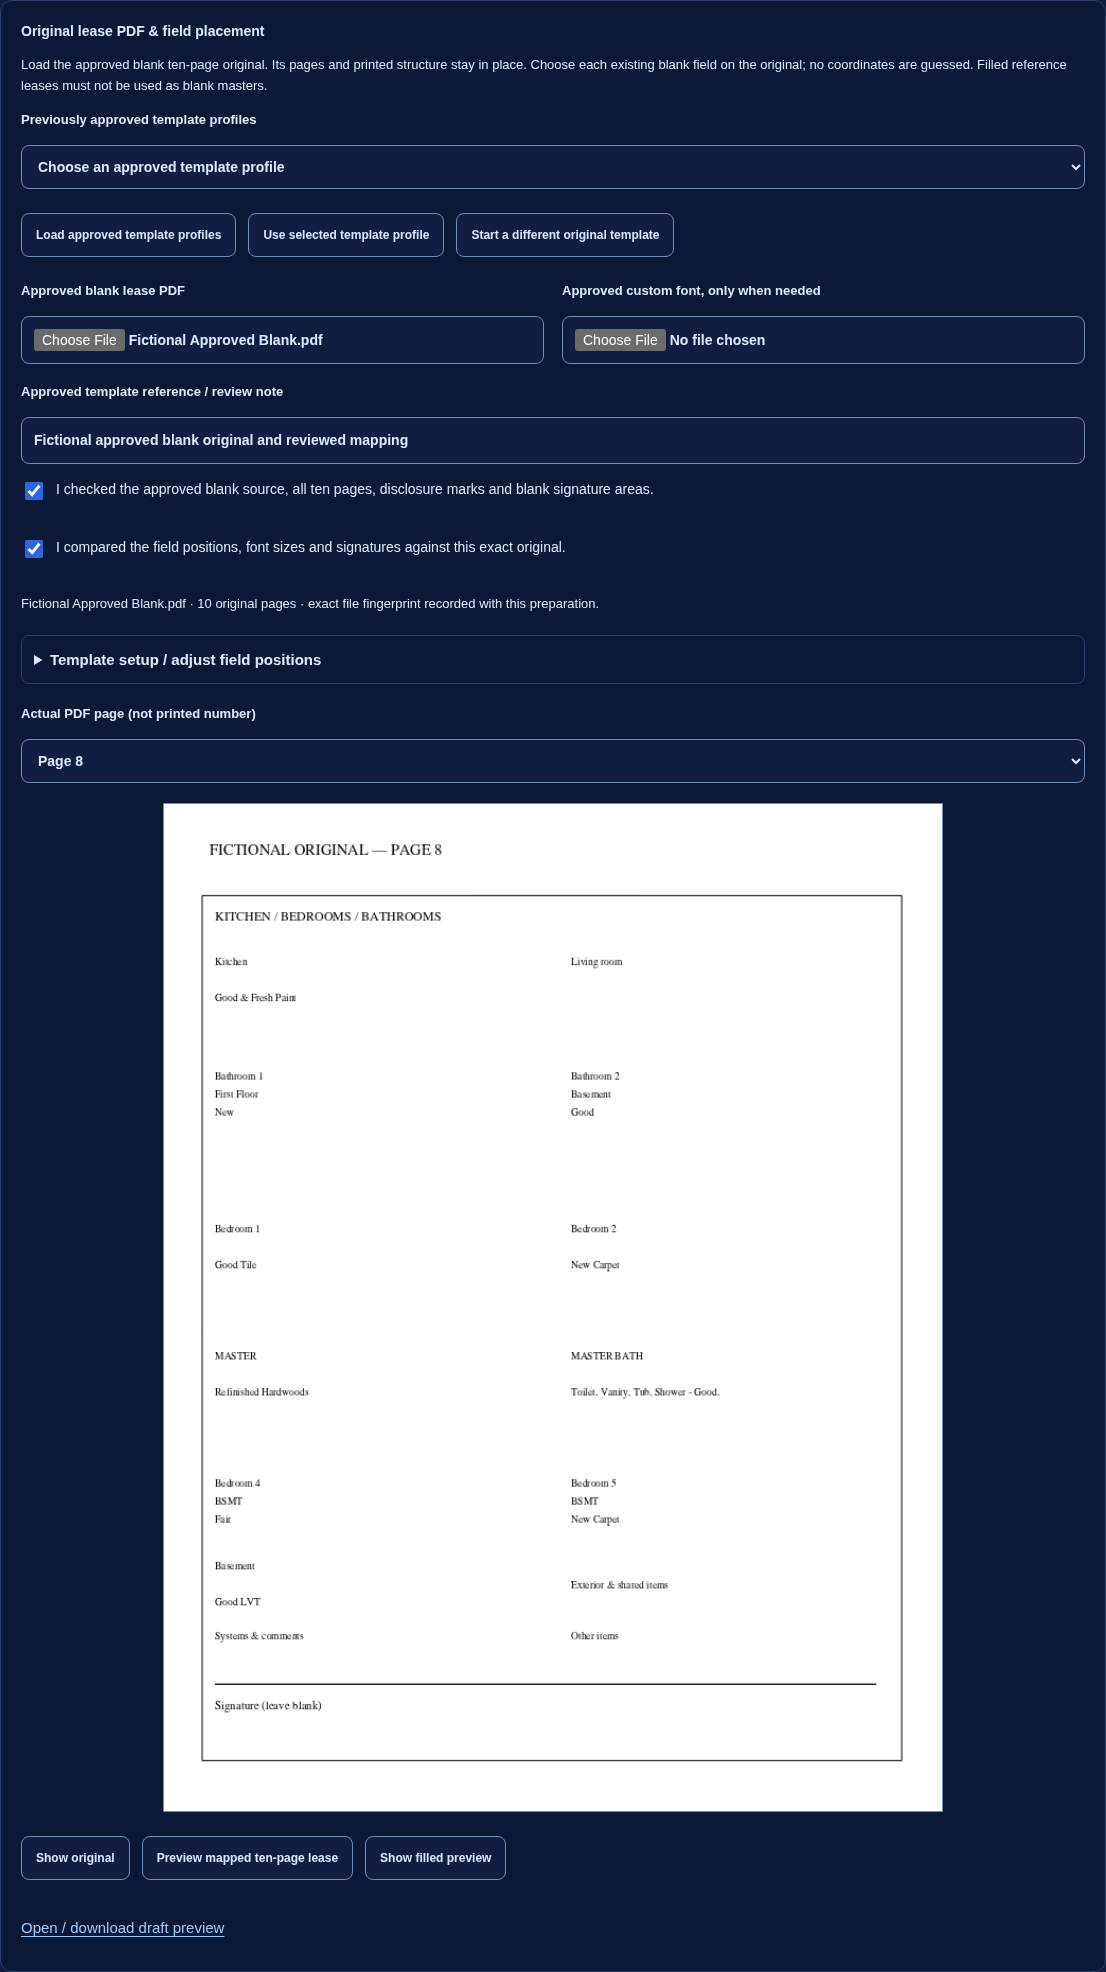 Original lease PDF & field placement
Load the approved blank ten-page original. Its pages and printed structure stay in place. Choose each existing blank field on the original; no coordinates are guessed. Filled reference
leases must not be used as blank masters.
Previously approved template profiles
Choose an approved template profile
Load approved template profiles
Use selected template profile
Start a different original template
Approved blank lease PDF
Approved custom font, only when needed
Choose File Fictional Approved Blank.pdf
Choose File No file chosen
Approved template reference / review note
Fictional approved blank original and reviewed mapping
I checked the approved blank source, all ten pages, disclosure marks and blank signature areas.
I compared the field positions, font sizes and signatures against this exact original.
Fictional Approved Blank.pdf · 10 original pages · exact file fingerprint recorded with this preparation.
Template setup / adjust field positions
Actual PDF page (not printed number)
Page 8
FICTIONAL ORIGINAL — PAGE 8
KITCHEN / BEDROOMS / BATHROOMS
Kitchen
Living room
Good & Fresh Paint
Bathroom 1
Bathroom 2
First Floor
Basement
New
Good
Bedroom 1
Bedroom 2
Good Tile
New Carpet
MASTER
MASTER BATH
Refinished Hardwoods
Toilet, Vanity, Tub, Shower - Good.
Bedroom 4
Bedroom 5
BSMT
BSMT
Fair
New Carpet
Basement
Exterior & shared items
Good LVT
Systems & comments
Other items
Signature (leave blank)
Show original
Preview mapped ten-page lease
Show filled preview
Open / download draft preview